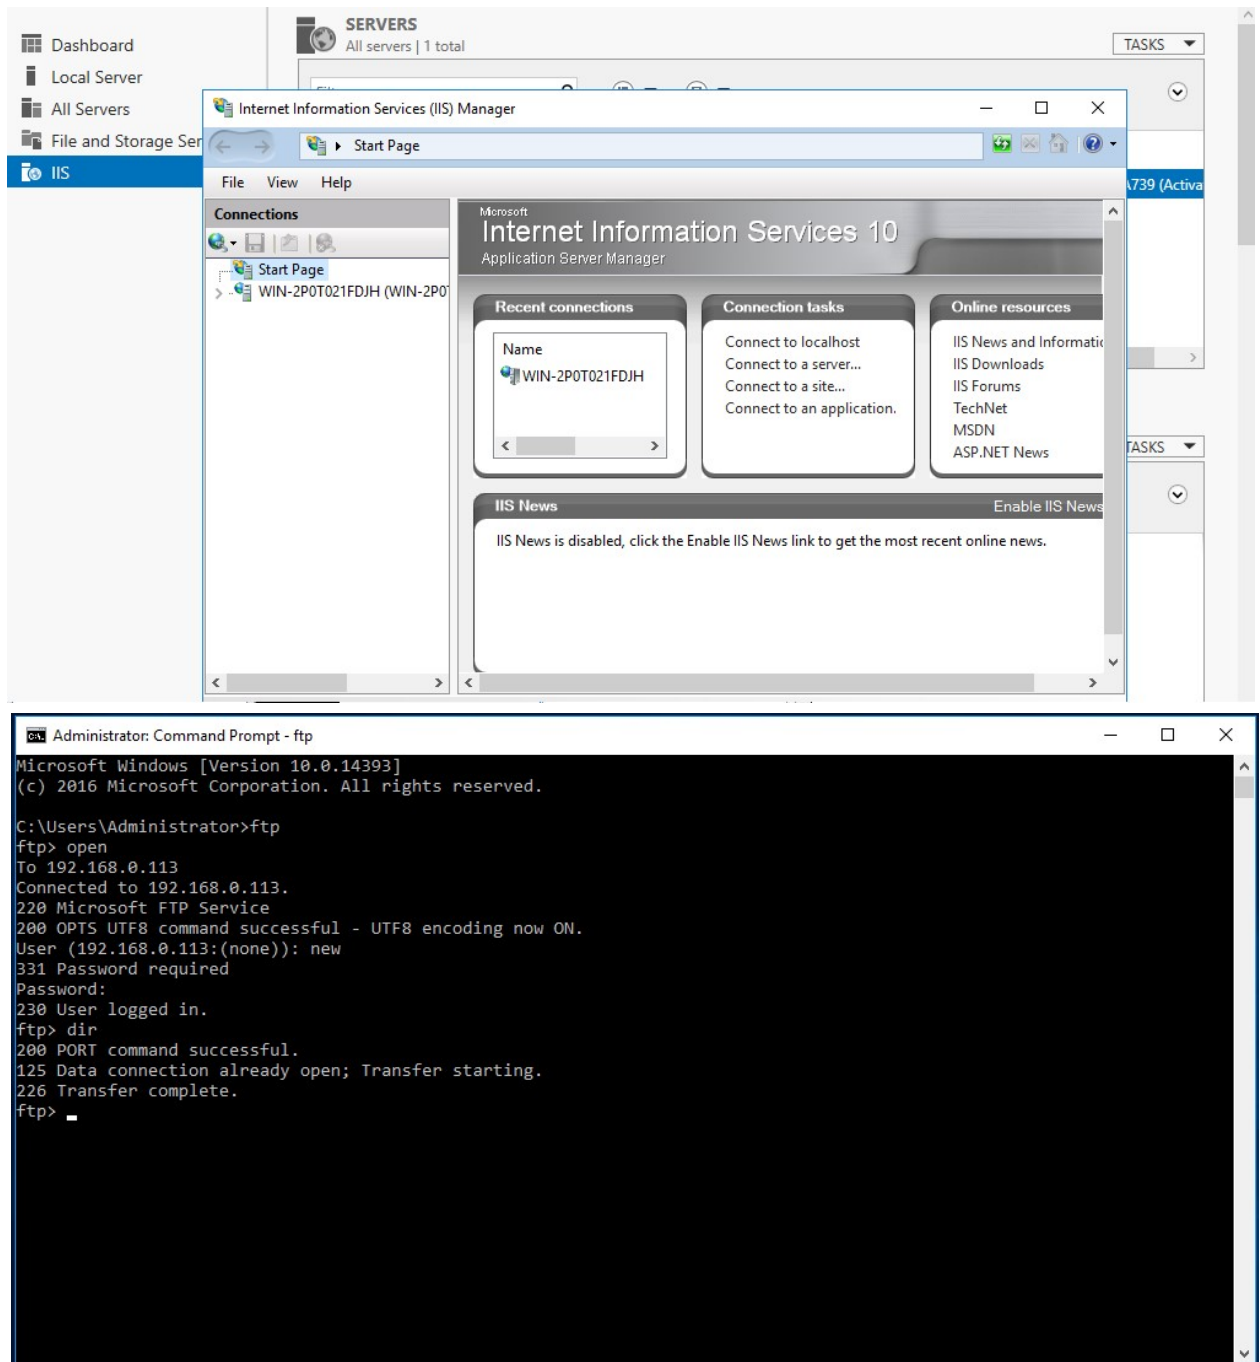 SERVERS
All servers | 1 total
TASKS
Dashboard
Local Server
All Servers
File and Storage Ser
IIS
Internet Information Services (IIS) Manager
Start Page
File View Help
A739 (Activa
Connections
Start Page
WIN-2P0T021FDJH (WIN-2P0
Microsoft
Internet Information Services 10
Application Server Manager
Recent connections
Name
WIN-2P0T021FDJH
Connection tasks
Connect to localhost
Connect to a server...
Connect to a site...
Connect to an application.
Online resources
IIS News and Informatio
IIS Downloads
IIS Forums
TechNet
MSDN
ASP.NET News
TASKS
IIS News
Enable IIS News
IIS News is disabled, click the Enable IIS News link to get the most recent online news.
Administrator: Command Prompt - ftp
Microsoft Windows [Version 10.0.14393]
(c) 2016 Microsoft Corporation. All rights reserved.
C:\Users\Administrator>ftp
ftp> open
To 192.168.0.113
Connected to 192.168.0.113.
220 Microsoft FTP Service
200 OPTS UTF8 command successful - UTF8 encoding now ON.
User (192.168.0.113:(none)): new
331 Password required
Password:
230 User logged in.
ftp> dir
200 PORT command successful.
125 Data connection already open; Transfer starting.
226 Transfer complete.
ftp>